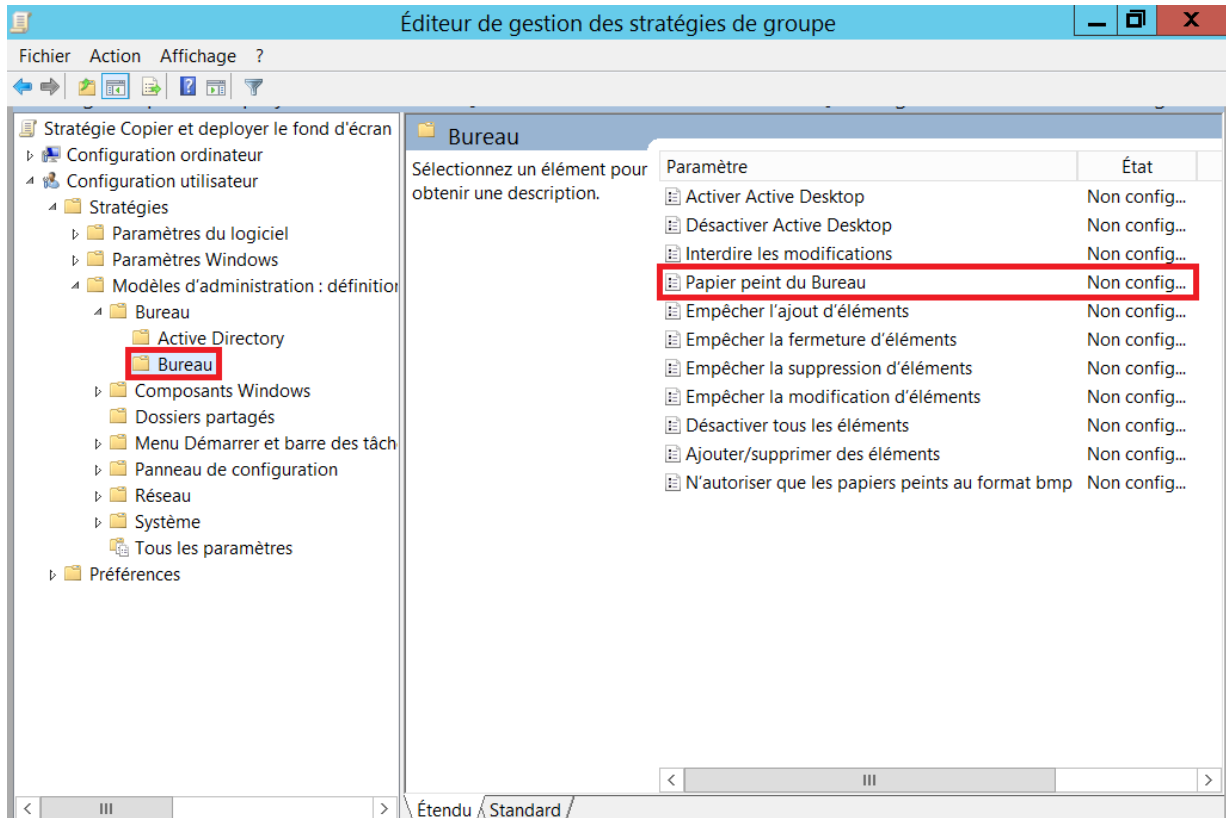 Éditeur de gestion des stratégies de groupe
Fichier Action Affichage ?
Stratégie Copier et deployer le fond d'écran
Configuration ordinateur
Configuration utilisateur
Stratégies
Paramètres du logiciel
Paramètres Windows
Modèles d'administration : définition
Bureau
Active Directory
Bureau
Composants Windows
Dossiers partagés
Menu Démarrer et barre des tâch
Panneau de configuration
Réseau
Système
Tous les paramètres
Préférences
Bureau
Sélectionnez un élément pour
obtenir une description.
Paramètre État
Activer Active Desktop Non config...
Désactiver Active Desktop Non config...
Interdire les modifications Non config...
Papier peint du Bureau Non config...
Empêcher l'ajout d'éléments Non config...
Empêcher la fermeture d'éléments Non config...
Empêcher la suppression d'éléments Non config...
Empêcher la modification d'éléments Non config...
Désactiver tous les éléments Non config...
Ajouter/supprimer des éléments Non config...
N'autoriser que les papiers peints au format bmp Non config...
Étendu Standard